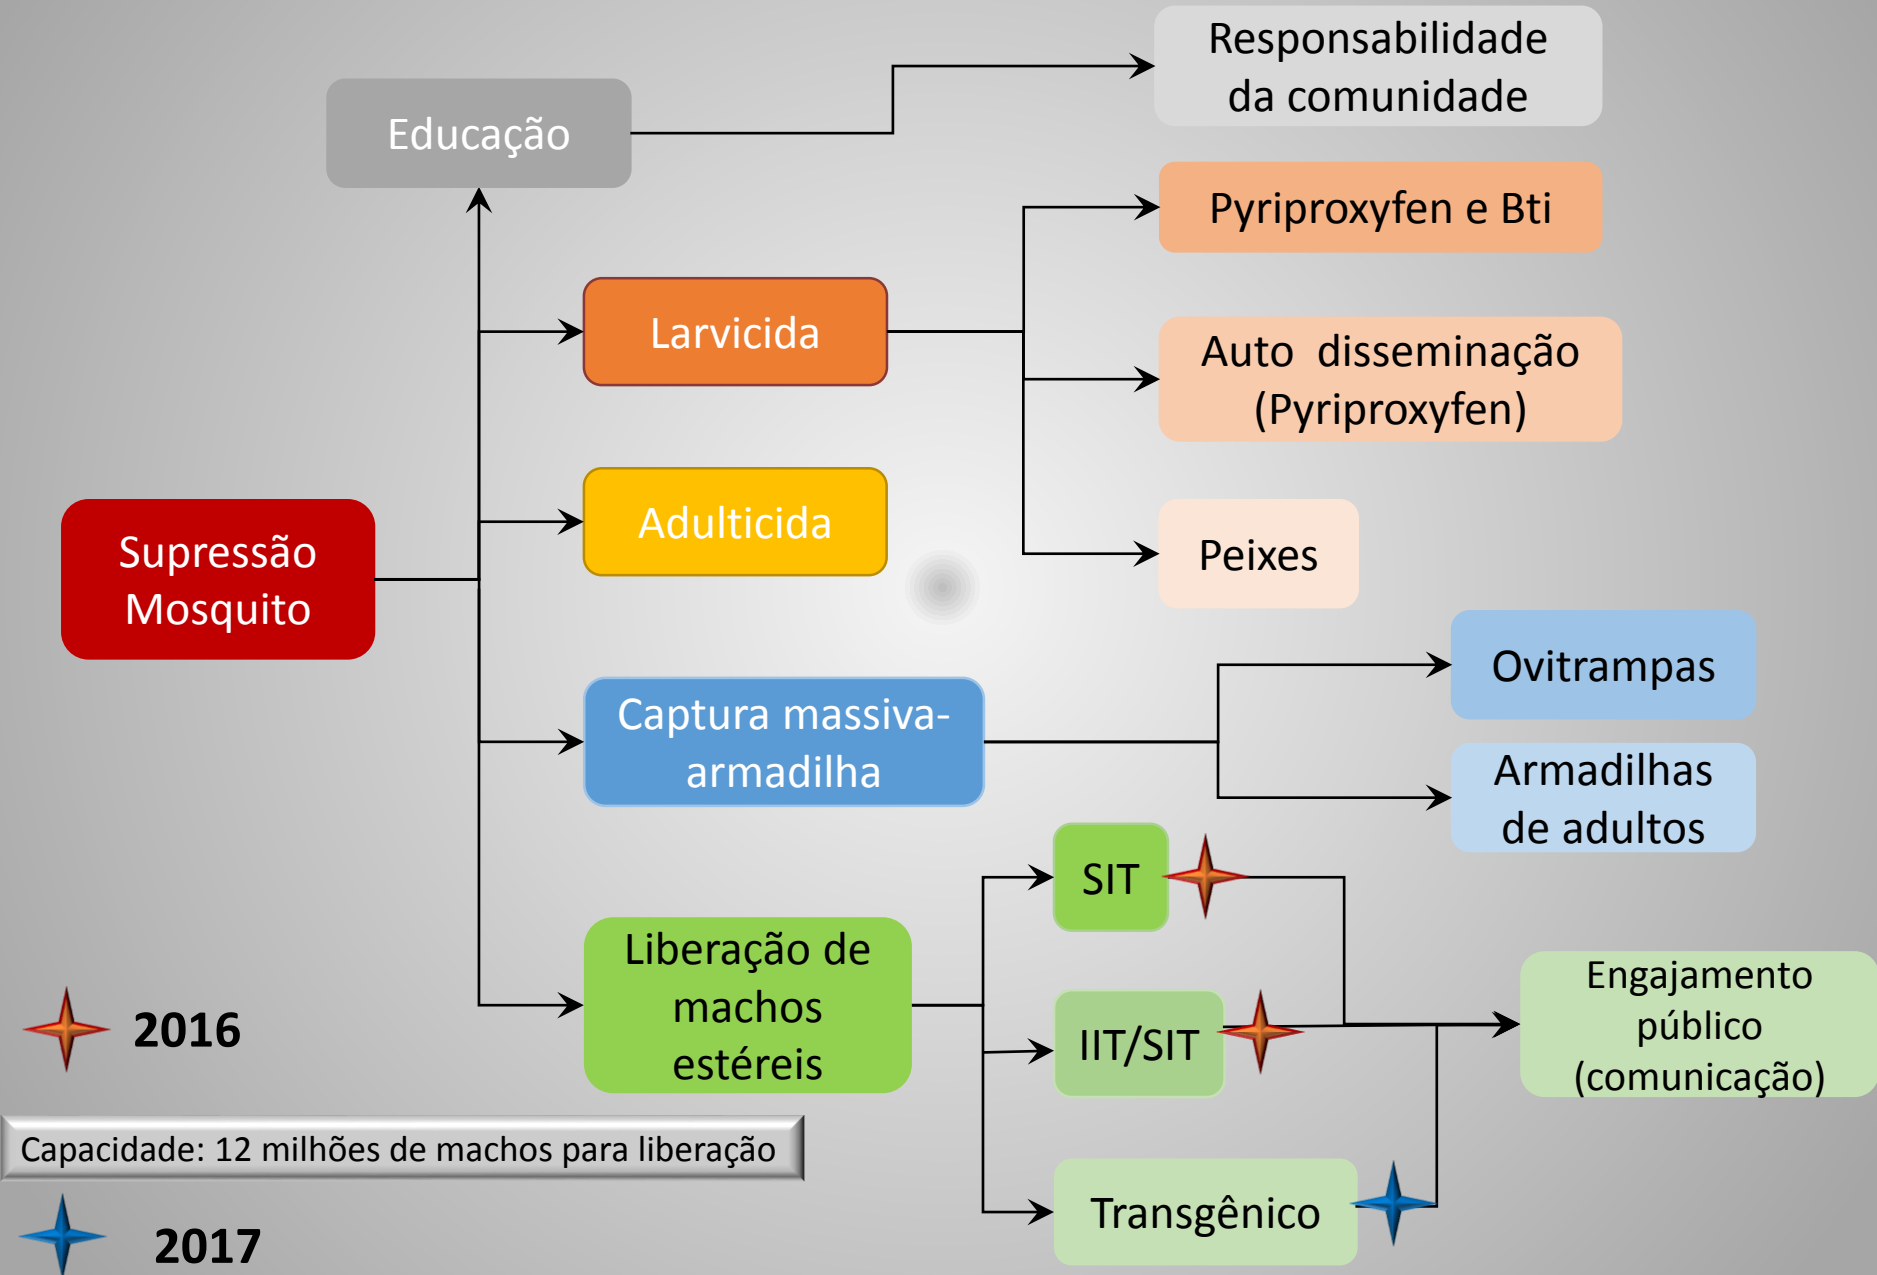 Responsabilidade
da comunidade
Educação
Pyriproxyfen e Bti
Larvicida
Auto  disseminação
(Pyriproxyfen)
Adulticida
Supressão
Mosquito
Peixes
Ovitrampas
Captura massiva-
armadilha
Armadilhas
de adultos
SIT
Liberação de
machos
estéreis
IIT/SIT
Engajamento
público
(comunicação)
Transgênico
2016
Capacidade: 12 milhões de machos para liberação
2017